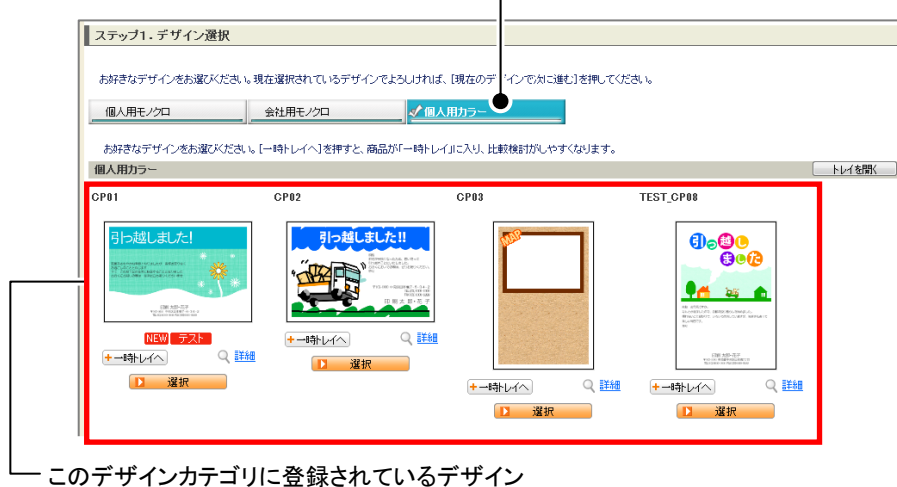 ステップ1．デザイン選択
お好きなデザインをお選びください。現在選択されているデザインでよろしければ、[現在のデザインで次に進む]を押してください。
個人用モノクロ 会社用モノクロ 個人用カラー
お好きなデザインをお選びください。[一時トレイへ]を押すと、商品が「一時トレイ」に入り、比較検討がしやすくなります。
個人用カラー トレイを開く
CP01 CP02 CP03 TEST_CP08
引っ越しました!
引っ越しました!!
印刷太郎・花子
MAP
引っ越し
ました
NEW テスト
+一時トレイへ 詳細
選択
+一時トレイへ 詳細
選択
+一時トレイへ 詳細
選択
+一時トレイへ 詳細
選択
このデザインカテゴリに登録されているデザイン